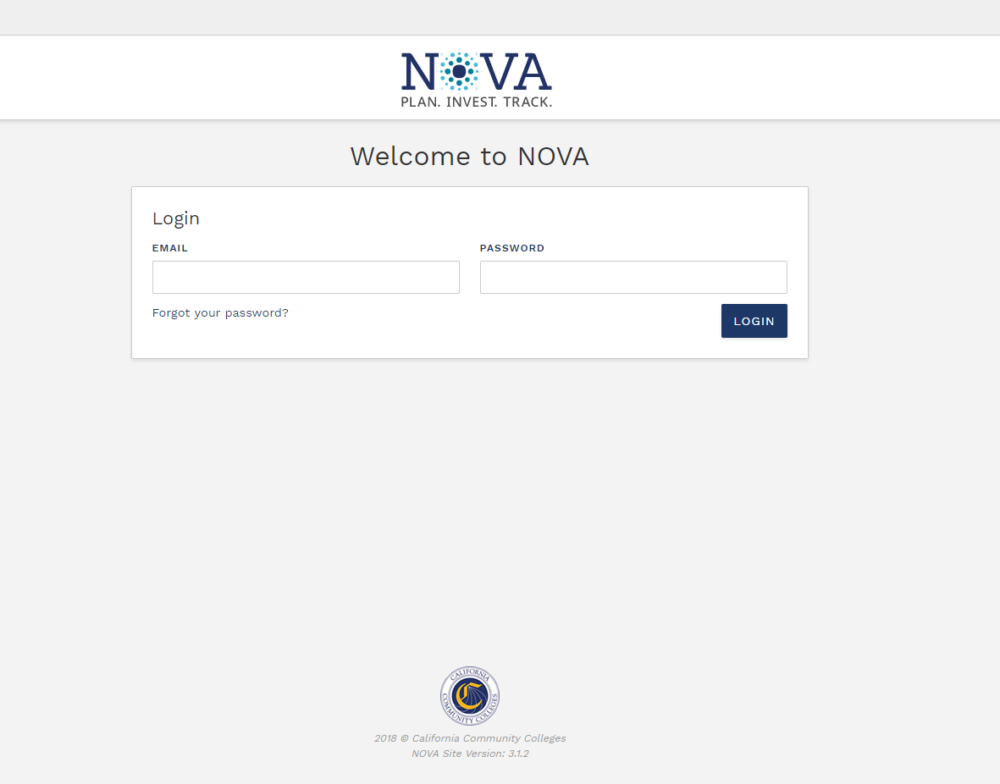 NOVA
PLAN. INVEST. TRACK.
Welcome to NOVA
Login
EMAIL
PASSWORD
Forgot your password?
LOGIN
CALIFORNIA
COMMUNITY COLLEGES
2018 © California Community Colleges
NOVA Site Version: 3.1.2